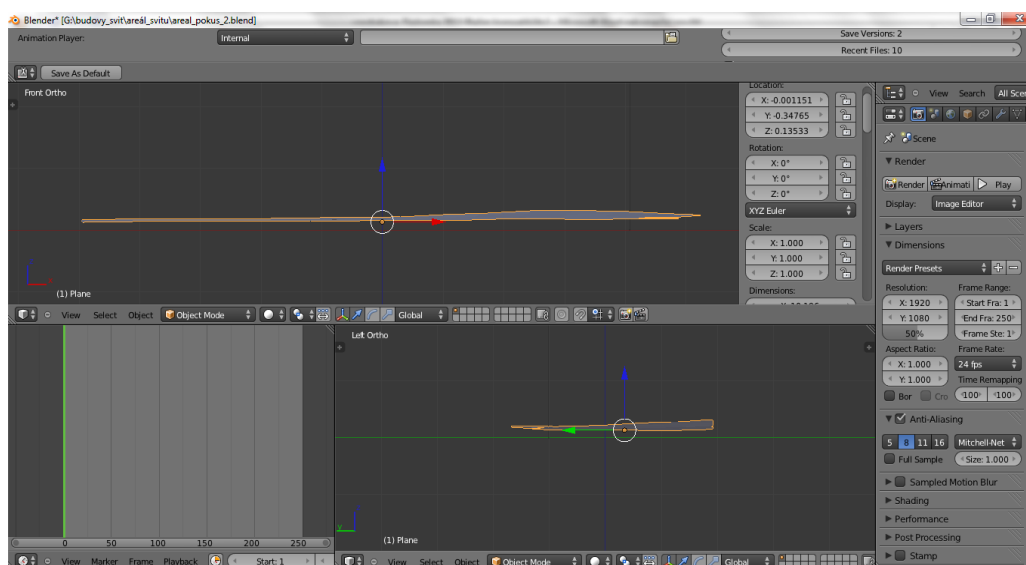 Blender* [G:\budovy_svit\areál_svitu\areal_pokus_2.blend]
Animation Player:
Internal
Save Versions: 2
Recent Files: 10
Save As Default
Front Ortho
(1) Plane
Location:
X: -0.001151
Y: -0.34765
Z: 0.13533
Rotation:
X: 0°
Y: 0°
Z: 0°
XYZ Euler
Scale:
X: 1.000
Y: 1.000
Z: 1.000
Dimensions:
View Select Object Object Mode Global
Left Ortho
y
(1) Plane
0 50 100 150 200 250
View Marker Frame Playback Start: 1
View Select Object Object Mode Global
View Search All Scen
Scene
Render
Render Animati Play
Display: Image Editor
Layers
Dimensions
Render Presets
Resolution: Frame Range:
X: 1920 Start Fra: 1
Y: 1080 End Fra: 250
50% Frame Ste: 1
Aspect Ratio: Frame Rate:
X: 1.000 24 fps
Y: 1.000 Time Remapping
Bor Cro 100 100
Anti-Aliasing
5 8 11 16 Mitchell-Net
Full Sample Size: 1.000
Sampled Motion Blur
Shading
Performance
Post Processing
Stamp